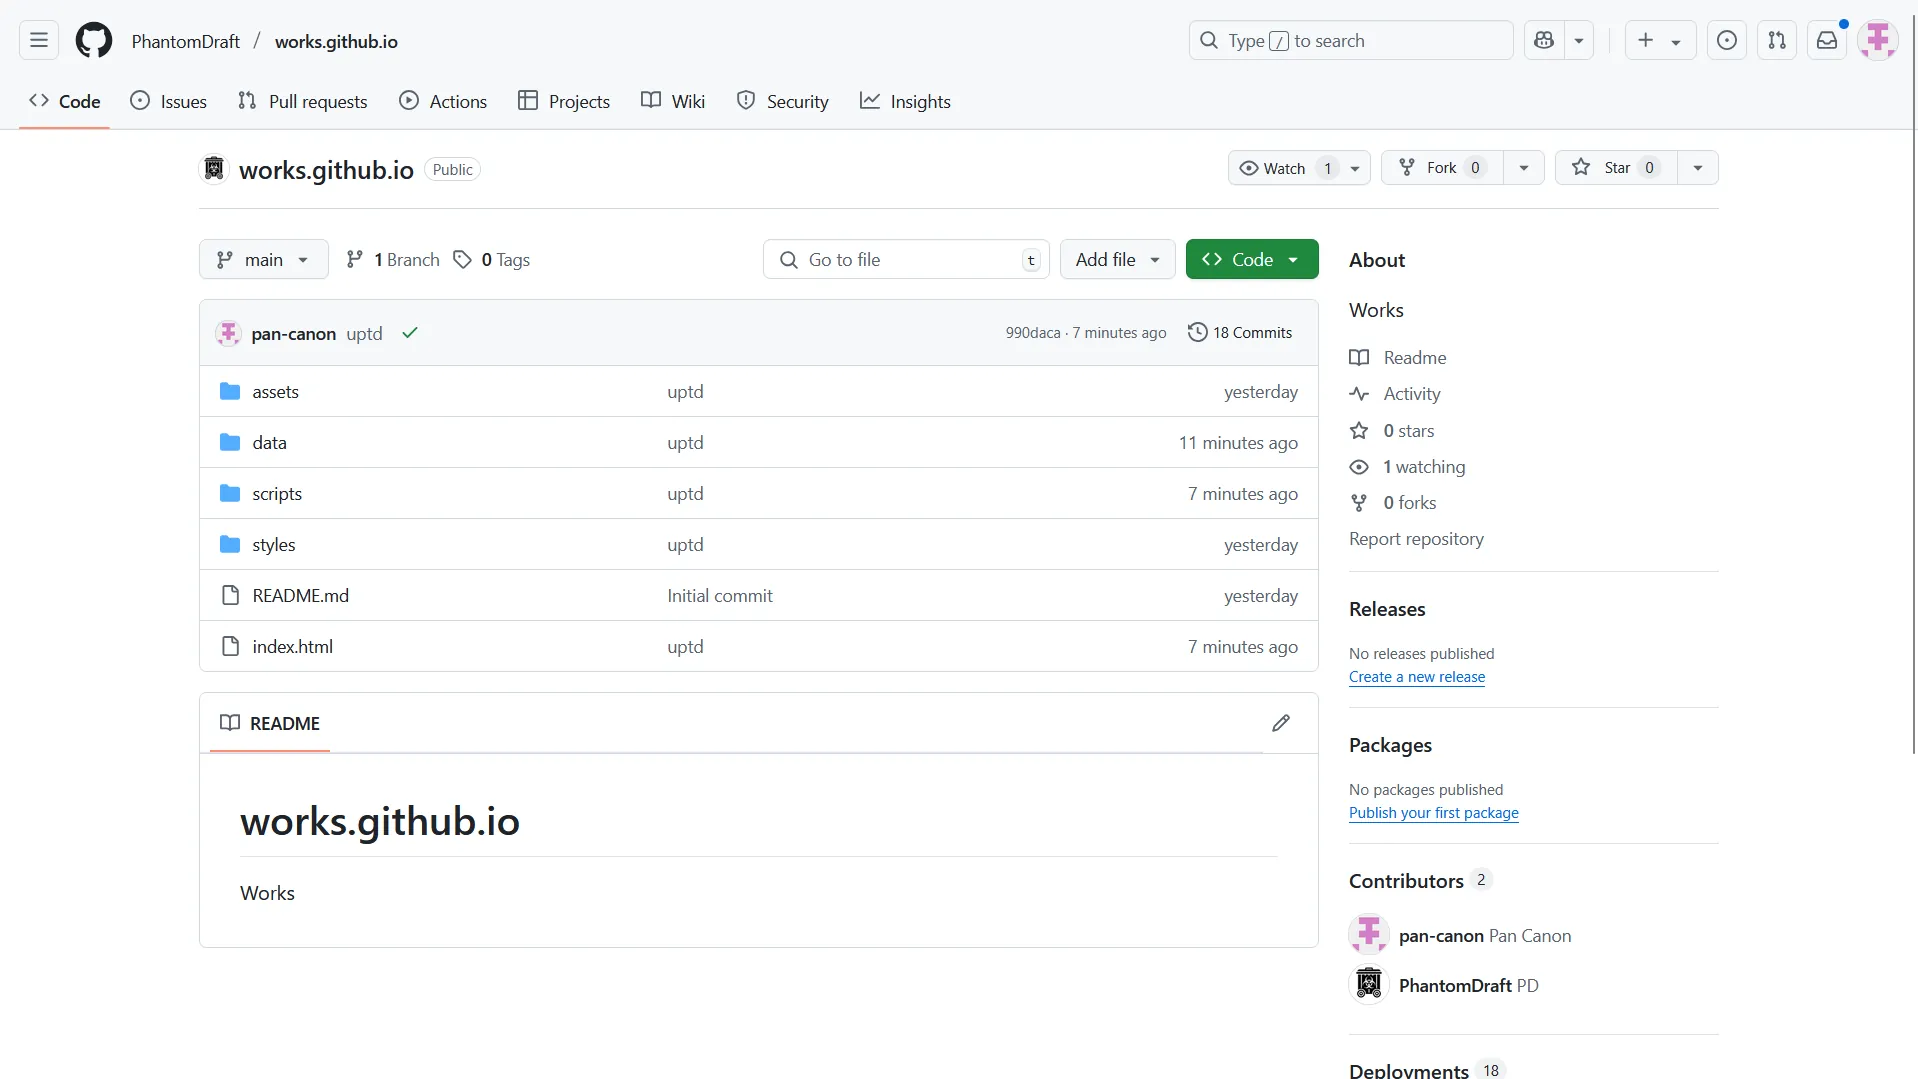 PhantomDraft / works.github.io
Type / to search
Code
Issues
Pull requests
Actions
Projects
Wiki
Security
Insights
works.github.io Public
Watch 1
Fork 0
Star 0
main
1 Branch
0 Tags
Go to file t
Add file
Code
pan-canon uptd
990daca · 7 minutes ago
18 Commits
assets uptd yesterday
data uptd 11 minutes ago
scripts uptd 7 minutes ago
styles uptd yesterday
README.md Initial commit yesterday
index.html uptd 7 minutes ago
README
works.github.io
Works
About
Works
Readme
Activity
0 stars
1 watching
0 forks
Report repository
Releases
No releases published
Create a new release
Packages
No packages published
Publish your first package
Contributors 2
pan-canon Pan Canon
PhantomDraft PD
Deployments 18